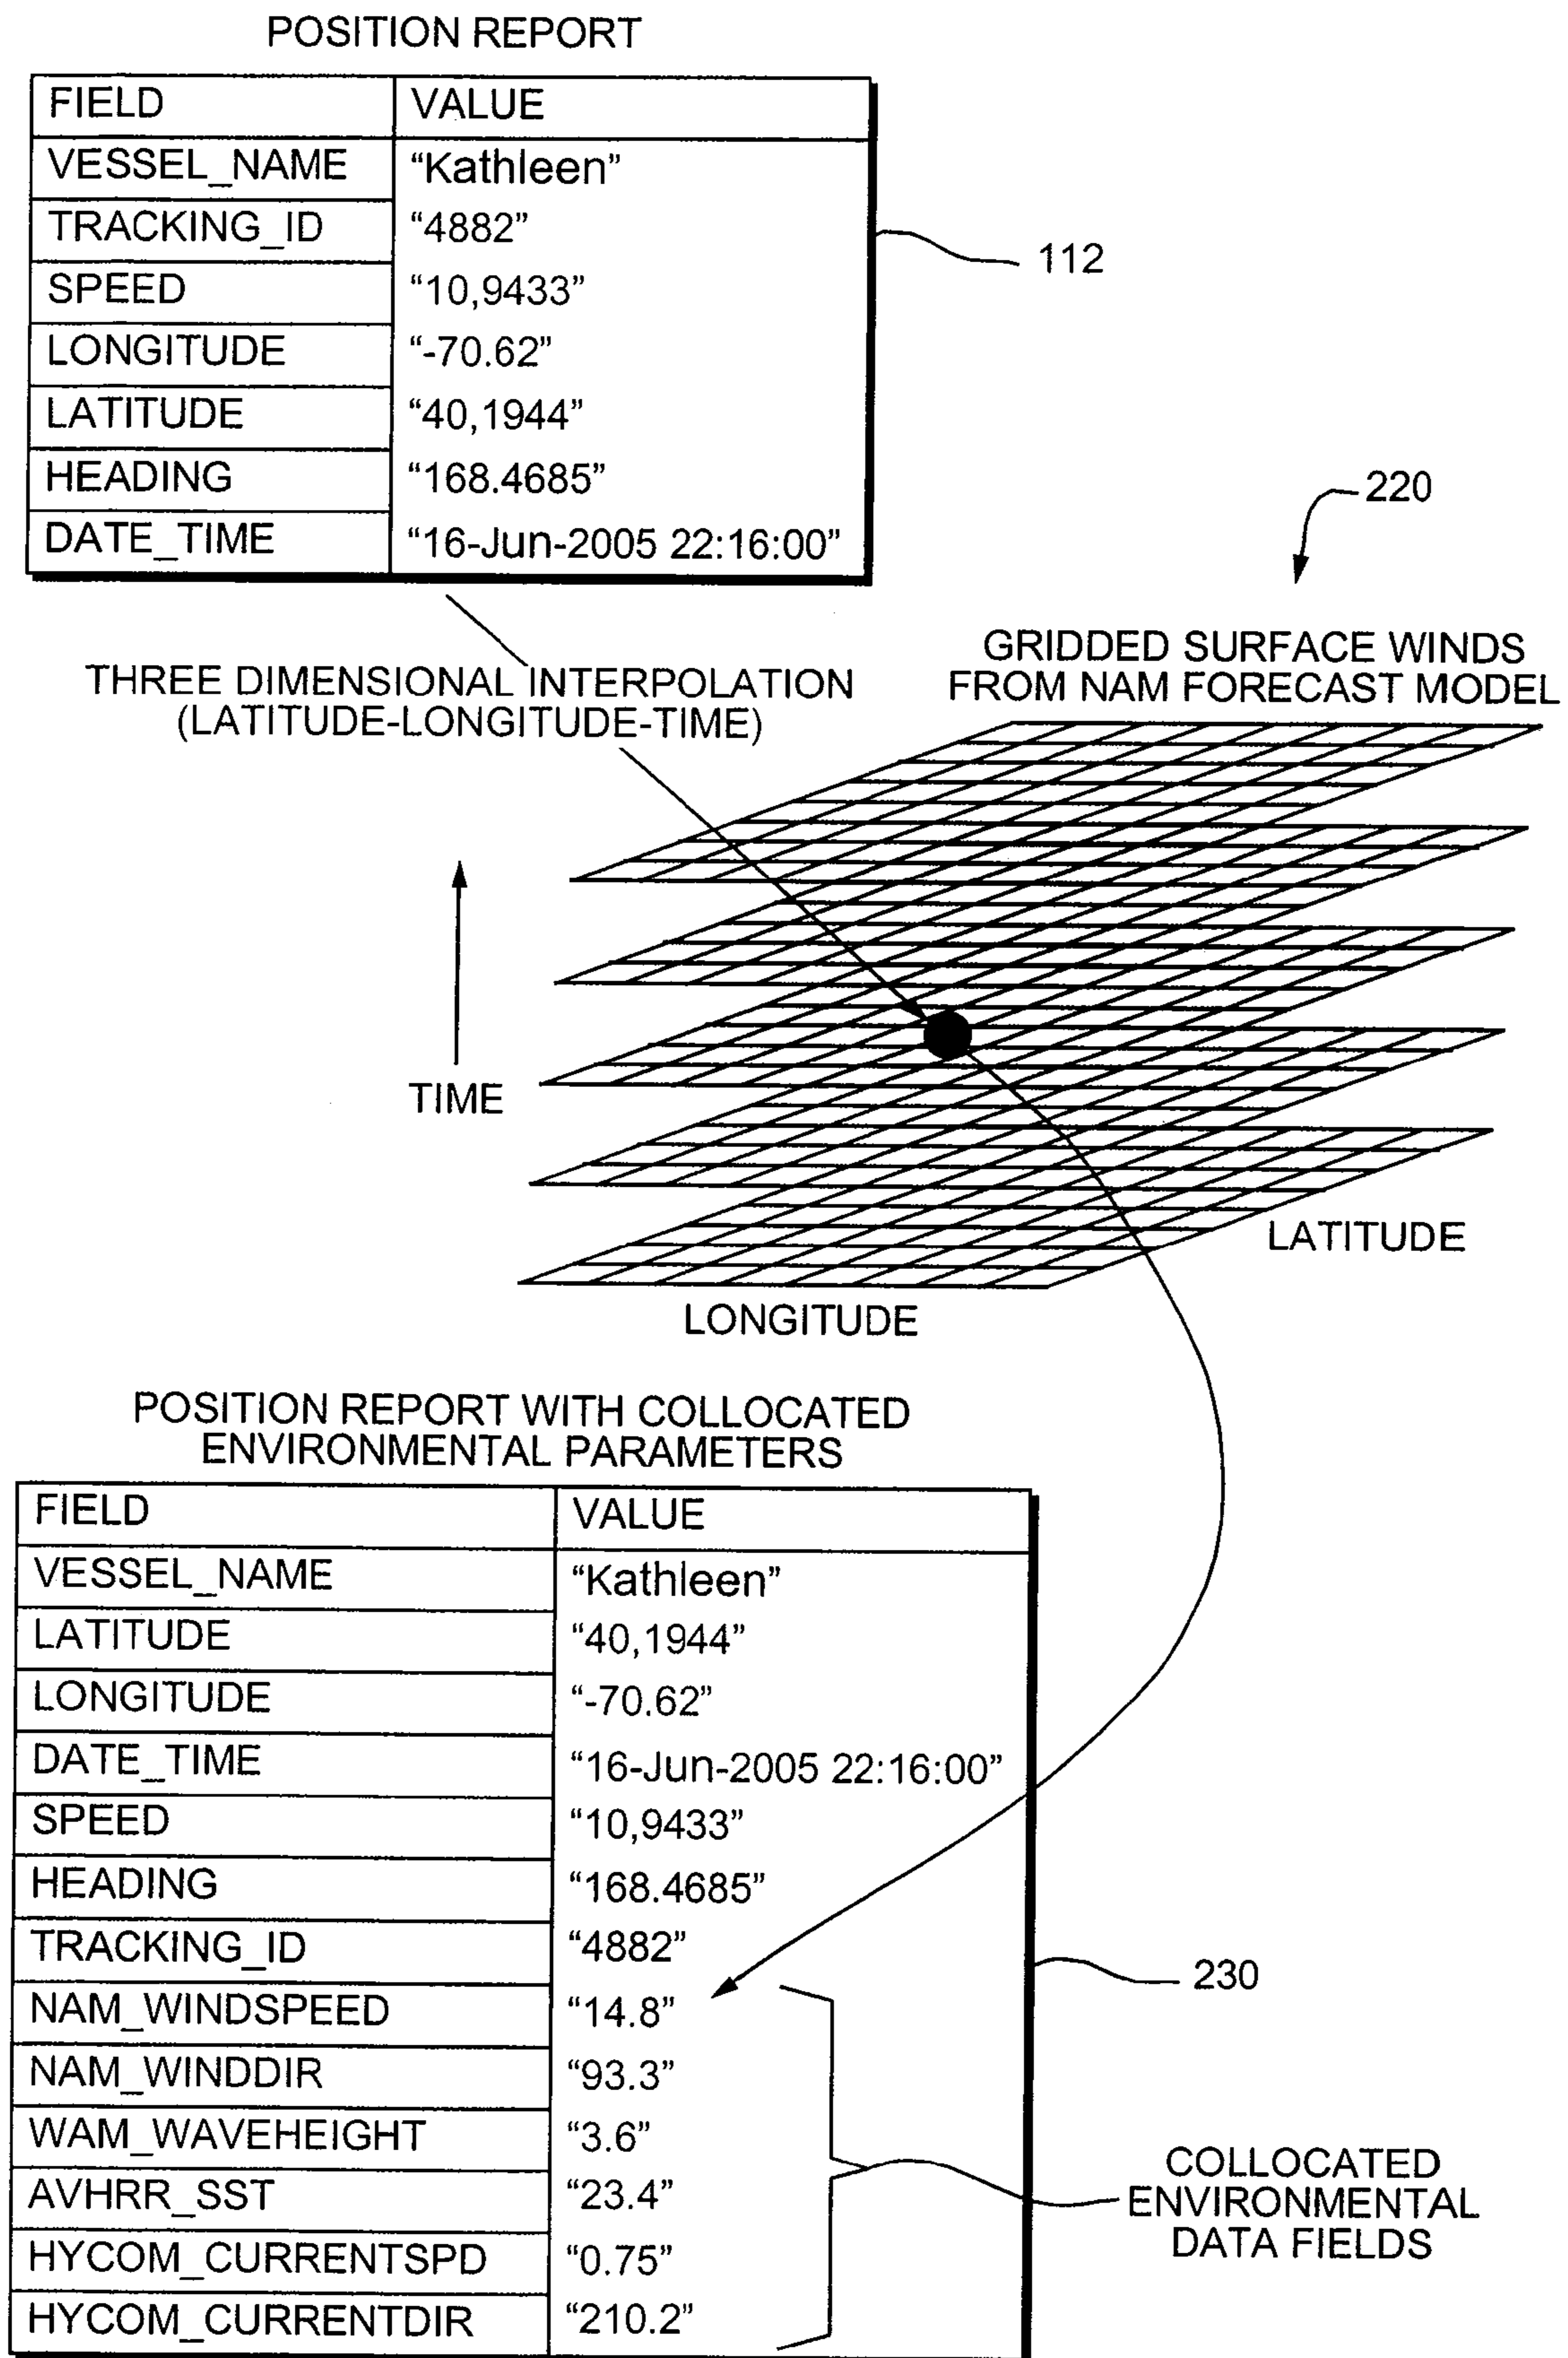 POSITION REPORT
FIELD VALUE
VESSEL_NAME “Kathleen”
TRACKING_ID “4882”
SPEED “10,9433”
LONGITUDE “-70.62”
LATITUDE “40,1944”
HEADING “168.4685”
DATE_TIME “16-Jun-2005 22:16:00”
112
220
THREE DIMENSIONAL INTERPOLATION
(LATITUDE-LONGITUDE-TIME)
GRIDDED SURFACE WINDS
FROM NAM FORECAST MODEL
TIME
LATITUDE
LONGITUDE
POSITION REPORT WITH COLLOCATED
ENVIRONMENTAL PARAMETERS
FIELD VALUE
VESSEL_NAME “Kathleen”
LATITUDE “40,1944”
LONGITUDE “-70.62”
DATE_TIME “16-Jun-2005 22:16:00”
SPEED “10,9433”
HEADING “168.4685”
TRACKING_ID “4882”
NAM_WINDSPEED “14.8”
NAM_WINDDIR “93.3”
WAM_WAVEHEIGHT “3.6”
AVHRR_SST “23.4”
HYCOM_CURRENTSPD “0.75”
HYCOM_CURRENTDIR “210.2”
230
COLLOCATED
ENVIRONMENTAL
DATA FIELDS